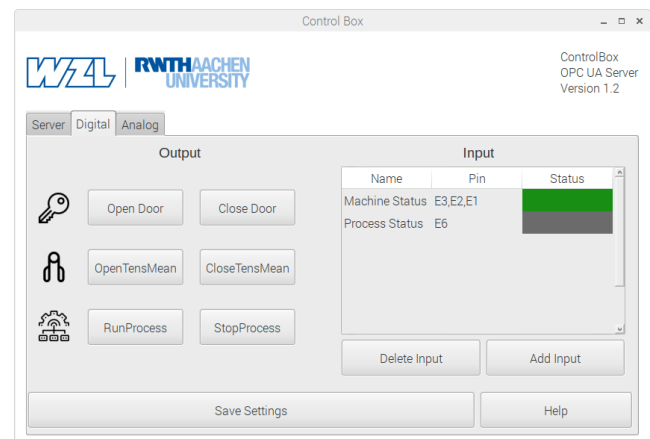 Control Box
WZL RWTHAACHEN
UNIVERSITY
ControlBox
OPC UA Server
Version 1.2
Server Digital Analog
Output
Open Door Close Door
OpenTensMean CloseTensMean
RunProcess StopProcess
Input
Name Pin Status
Machine Status E3,E2,E1
Process Status E6
Delete Input Add Input
Save Settings Help